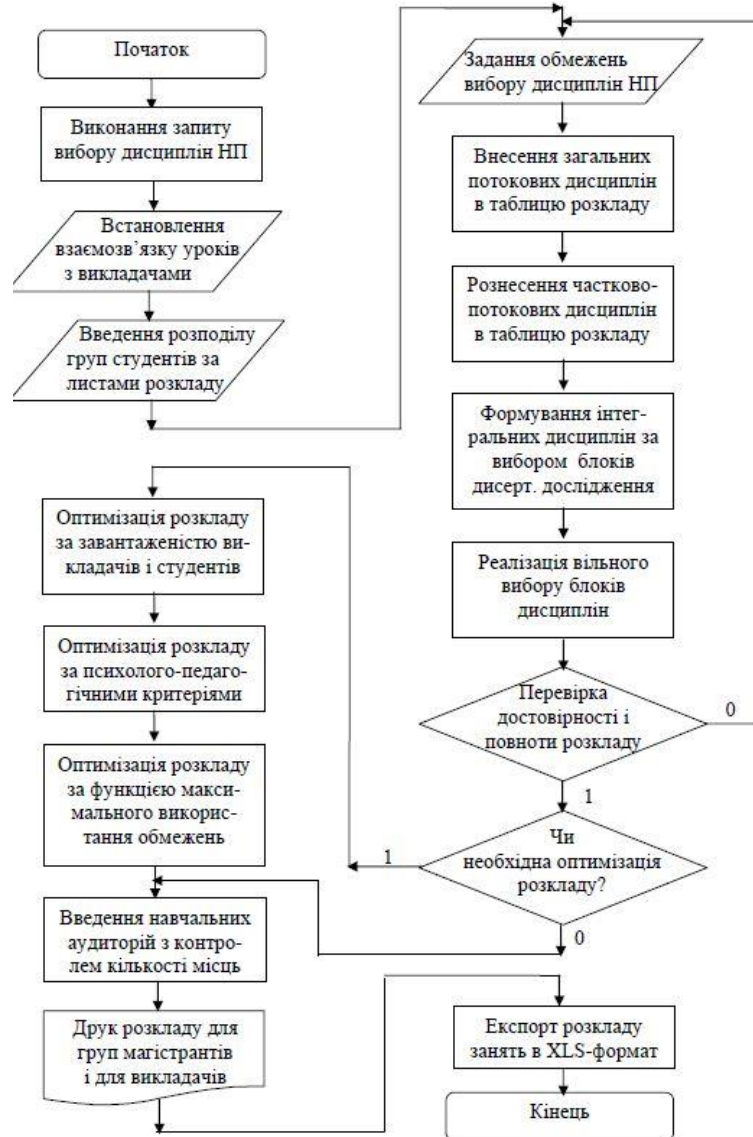 Початок
Виконання запиту
вибору дисциплін НП
Встановлення
взаємозв’язку уроків
з викладачами
Введення розподілу
груп студентів за
листами розкладу
Задання обмежень
вибору дисциплін НП
Внесення загальних
потокових дисциплін
в таблицю розкладу
Рознесення частково-
потокових дисциплін
в таблицю розкладу
Формування інтег-
ральних дисциплін за
вибором блоків
дисерт. дослідження
Реалізація вільного
вибору блоків
дисциплін
Перевірка
достовірності і
повноти розкладу
0
1
Чи
необхідна оптимізація
розкладу?
1
0
Оптимізація розкладу
за завантаженістю ви-
кладачів і студентів
Оптимізація розкладу
за психолого-педаго-
гічними критеріями
Оптимізація розкладу
за функцією макси-
мального викорис-
тання обмежень
Введення навчальних
аудиторій з контро-
лем кількості місць
Друк розкладу для
груп магістрантів
і для викладачів
Експорт розкладу
занять в XLS-формат
Кінець